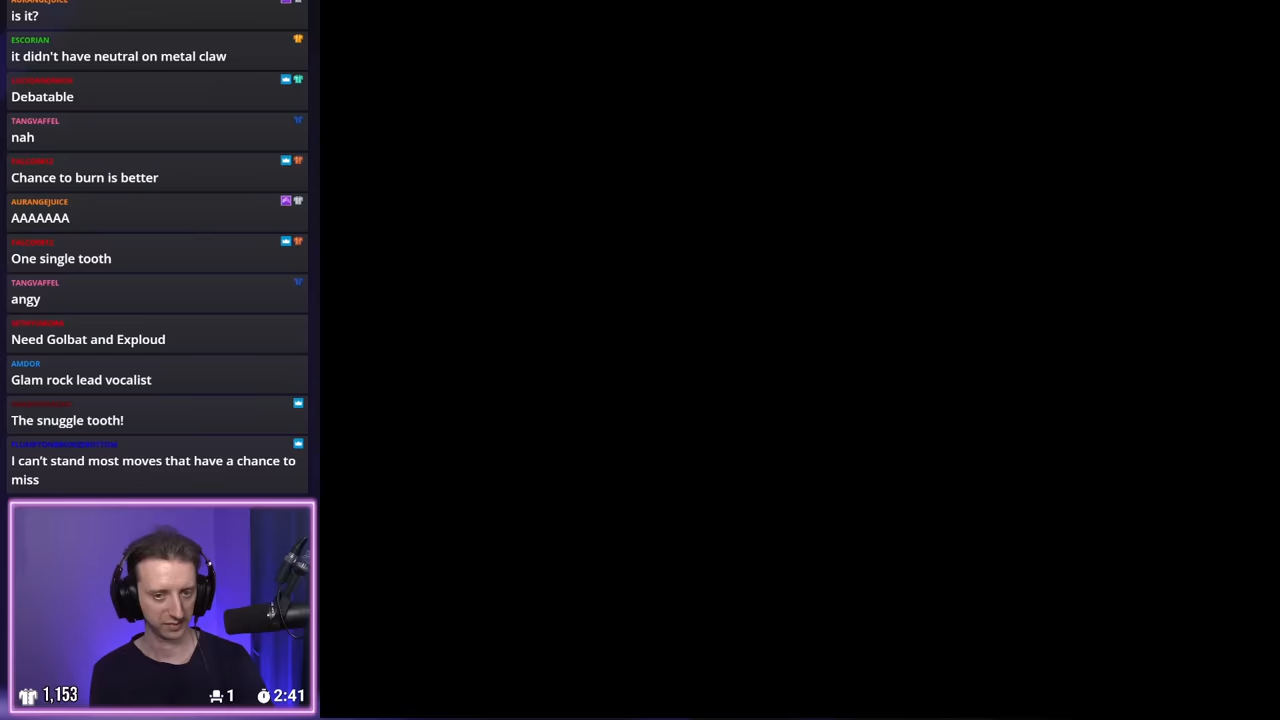 is it?
ESCORIAN
it didn't have neutral on metal claw
Debatable
TANGVAFFEL
nah
Chance to burn is better
AURANGEJUICE
AAAAAAA
One single tooth
TANGVAFFEL
angy
Need Golbat and Exploud
AMDOR
Glam rock lead vocalist
The snuggle tooth!
I can't stand most moves that have a chance to
miss
1,153
1
2:41